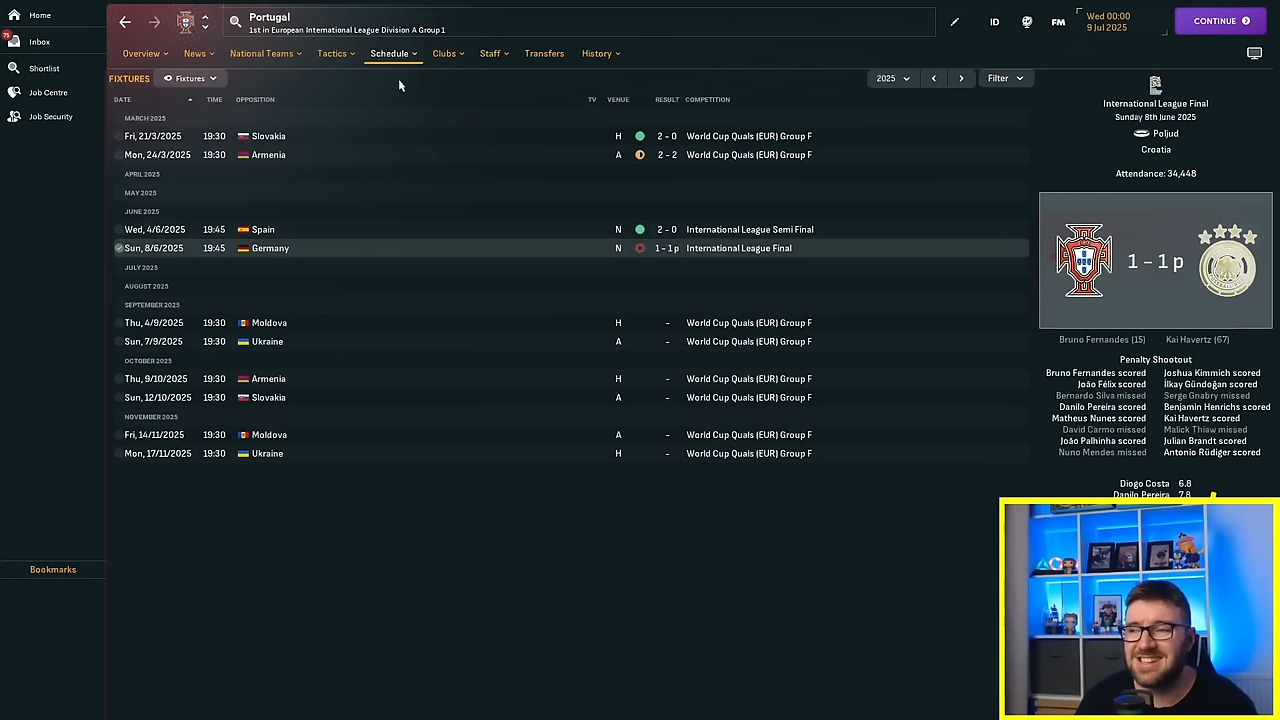 Home
75
Inbox
Shortlist
Job Centre
Job Security
Bookmarks
Portugal
1st in European International League Division A Group 1
ID
FM
Wed 00:00
9 Jul 2025
CONTINUE
Overview
News
National Teams
Tactics
Schedule
Clubs
Staff
Transfers
History
FIXTURES
Fixtures
2025
Filter
DATE TIME OPPOSITION TV VENUE RESULT COMPETITION
MARCH 2025
Fri, 21/3/2025 19:30 Slovakia H 2 - 0 World Cup Quals (EUR) Group F
Mon, 24/3/2025 19:30 Armenia A 2 - 2 World Cup Quals (EUR) Group F
APRIL 2025
MAY 2025
JUNE 2025
Wed, 4/6/2025 19:45 Spain N 2 - 0 International League Semi Final
Sun, 8/6/2025 19:45 Germany N 1 - 1 p International League Final
JULY 2025
AUGUST 2025
SEPTEMBER 2025
Thu, 4/9/2025 19:30 Moldova H - World Cup Quals (EUR) Group F
Sun, 7/9/2025 19:30 Ukraine A - World Cup Quals (EUR) Group F
OCTOBER 2025
Thu, 9/10/2025 19:30 Armenia H - World Cup Quals (EUR) Group F
Sun, 12/10/2025 19:30 Slovakia A - World Cup Quals (EUR) Group F
NOVEMBER 2025
Fri, 14/11/2025 19:30 Moldova A - World Cup Quals (EUR) Group F
Mon, 17/11/2025 19:30 Ukraine H - World Cup Quals (EUR) Group F
International League Final
Sunday 8th June 2025
Poljud
Croatia
Attendance: 34,448
1 - 1 p
Bruno Fernandes (15) Kai Havertz (67)
Penalty Shootout
Bruno Fernandes scored Joshua Kimmich scored
João Félix scored İlkay Gündoğan scored
Bernardo Silva missed Serge Gnabry missed
Danilo Pereira scored Benjamin Henrichs scored
Matheus Nunes scored Kai Havertz scored
David Carmo missed Malick Thiaw missed
João Palhinha scored Julian Brandt scored
Nuno Mendes missed Antonio Rüdiger scored
Diogo Costa 6.8
Danilo Pereira 7.8